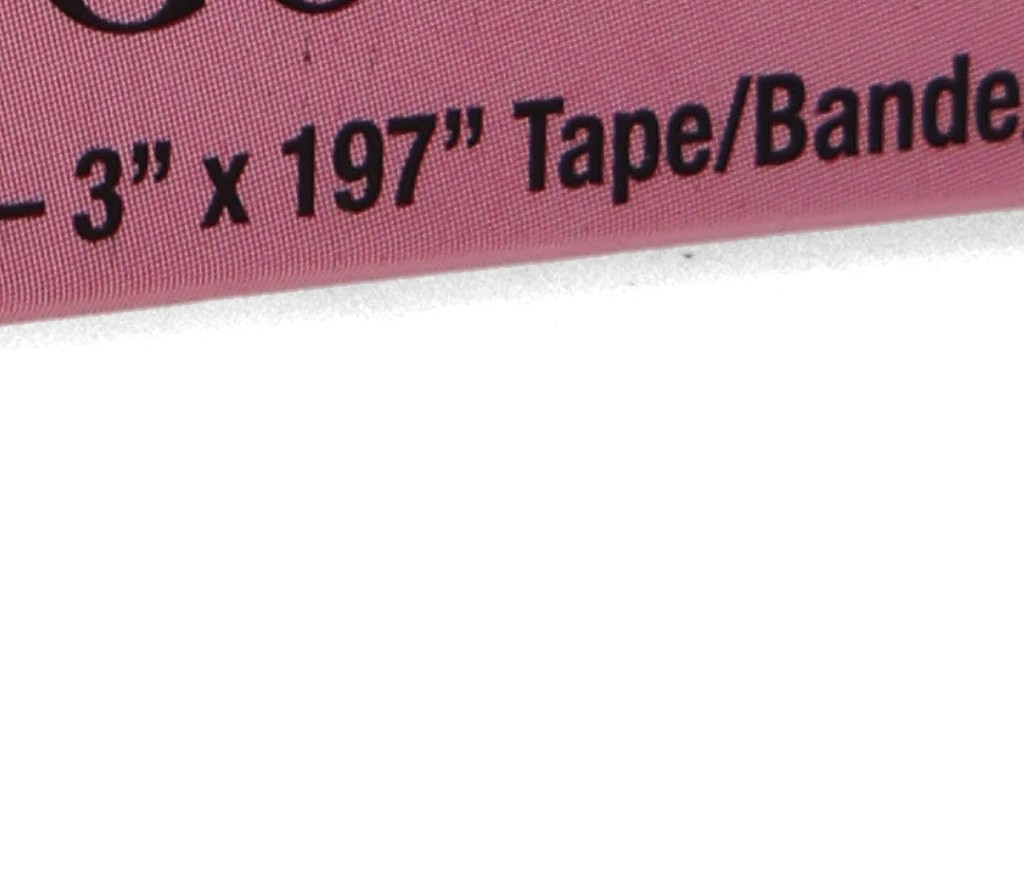 – 3” x 197” Tape/Bande